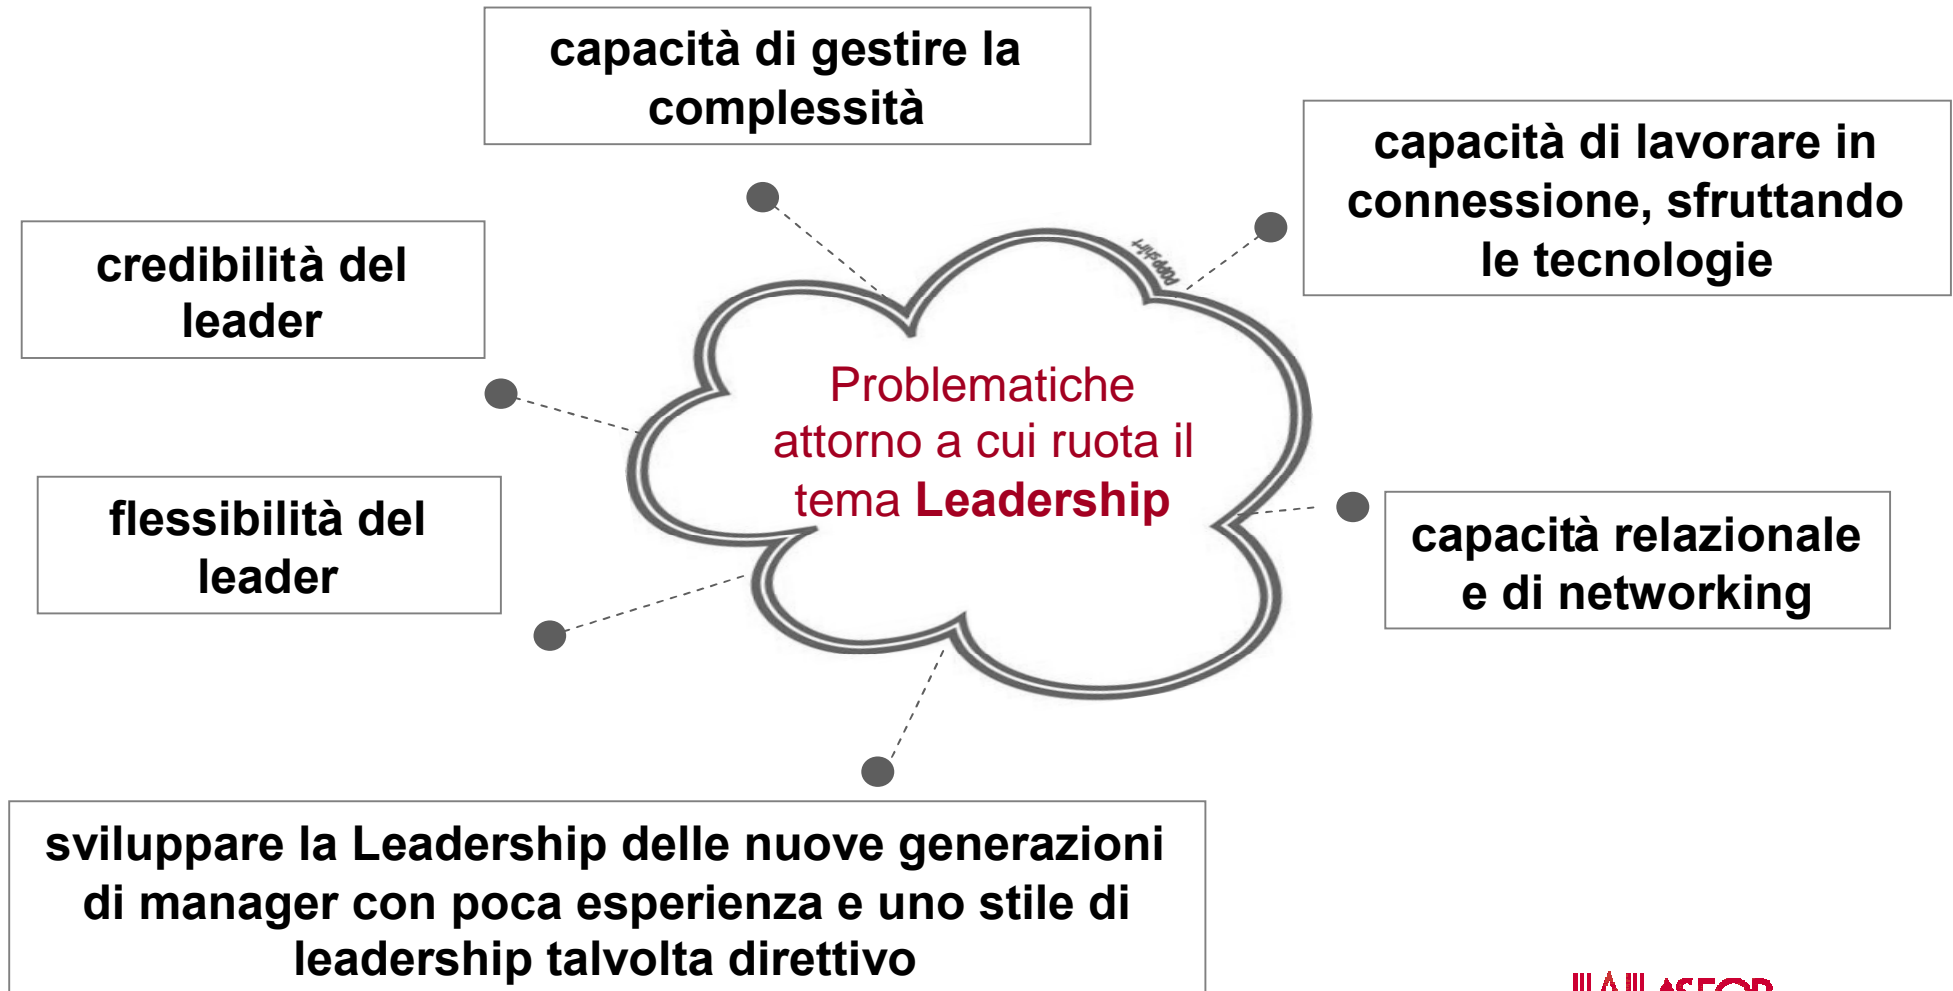 capacità di gestire la
complessità
capacità di lavorare in
connessione, sfruttando
le tecnologie
credibilità del
leader
poppshirt
Problematiche
attorno a cui ruota il
tema Leadership
flessibilità del
leader
capacità relazionale
e di networking
sviluppare la Leadership delle nuove generazioni
di manager con poca esperienza e uno stile di
leadership talvolta direttivo
ASFOR